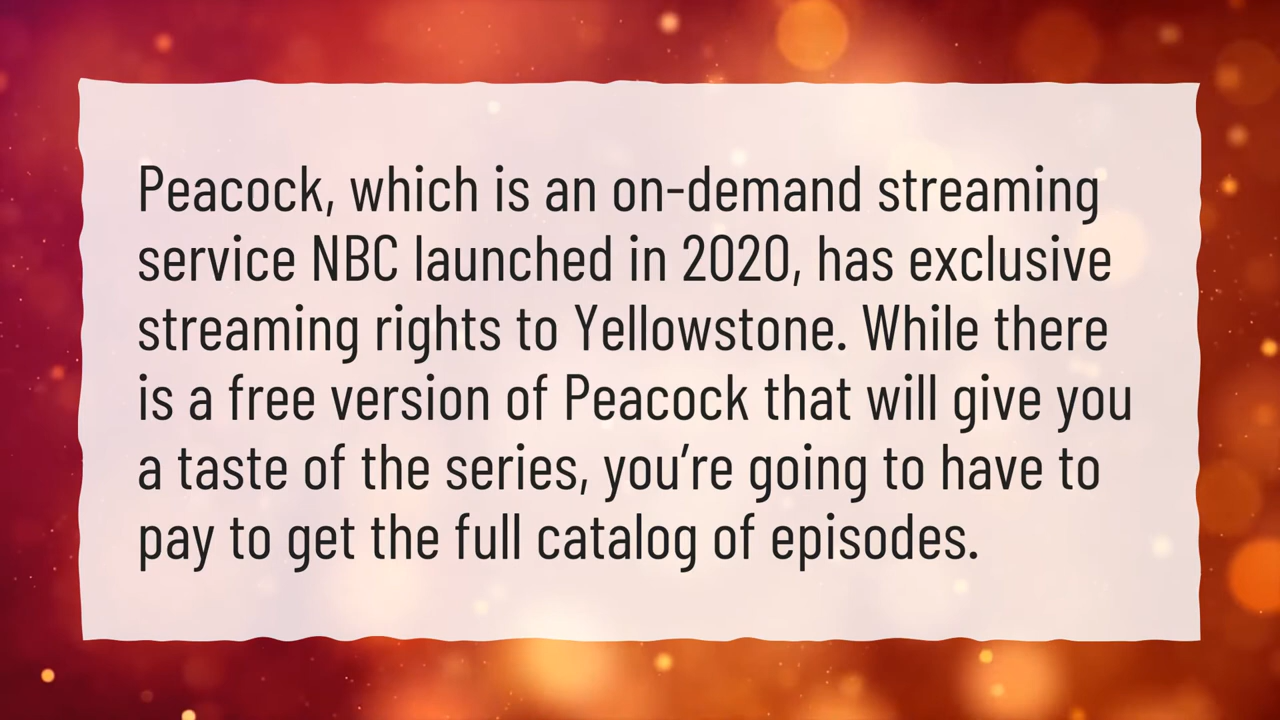 Peacock, which is an on-demand streaming
service NBC launched in 2020, has exclusive
streaming rights to Yellowstone. While there
is a free version of Peacock that will give you
a taste of the series, you’re going to have to
pay to get the full catalog of episodes.